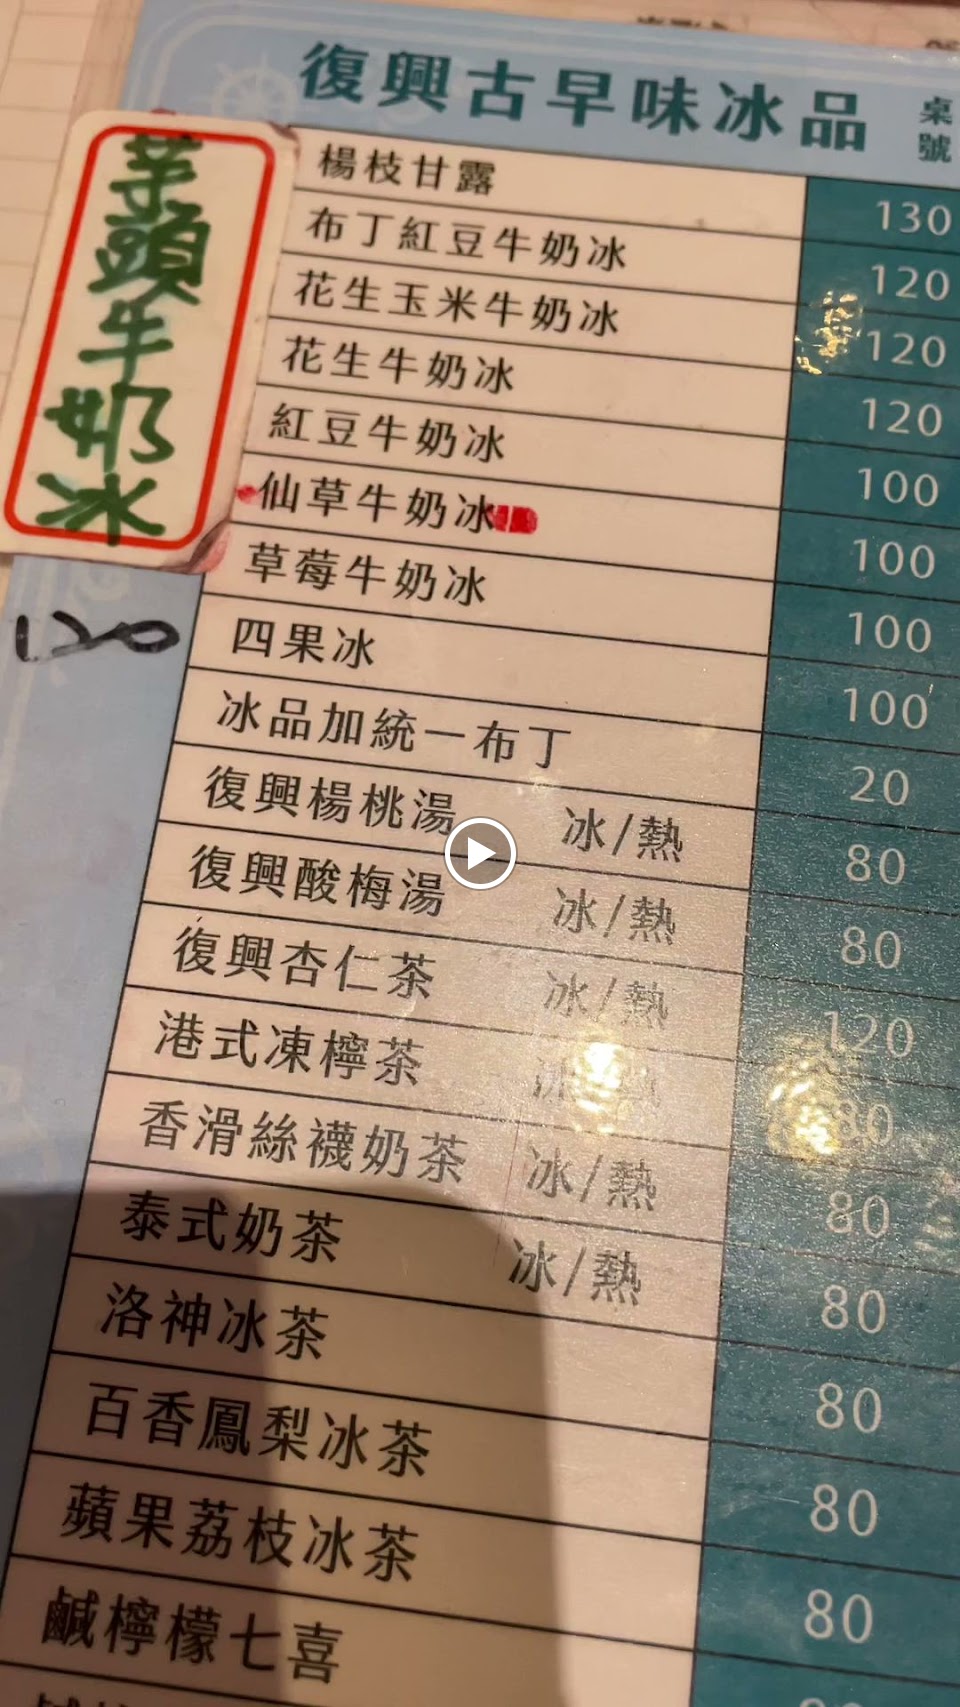 復興古早味冰品
桌號
芋頭牛奶冰
120
楊枝甘露 130
布丁紅豆牛奶冰 120
花生玉米牛奶冰 120
花生牛奶冰 120
紅豆牛奶冰 100
仙草牛奶冰 100
草莓牛奶冰 100
四果冰 100
冰品加統一布丁 20
復興楊桃湯 冰/熱 80
復興酸梅湯 冰/熱 80
復興杏仁茶 冰/熱 120
港式凍檸茶 80
香滑絲襪奶茶 冰/熱 80
泰式奶茶 冰/熱 80
洛神冰茶 80
百香鳳梨冰茶 80
蘋果荔枝冰茶 80
鹹檸檬七喜